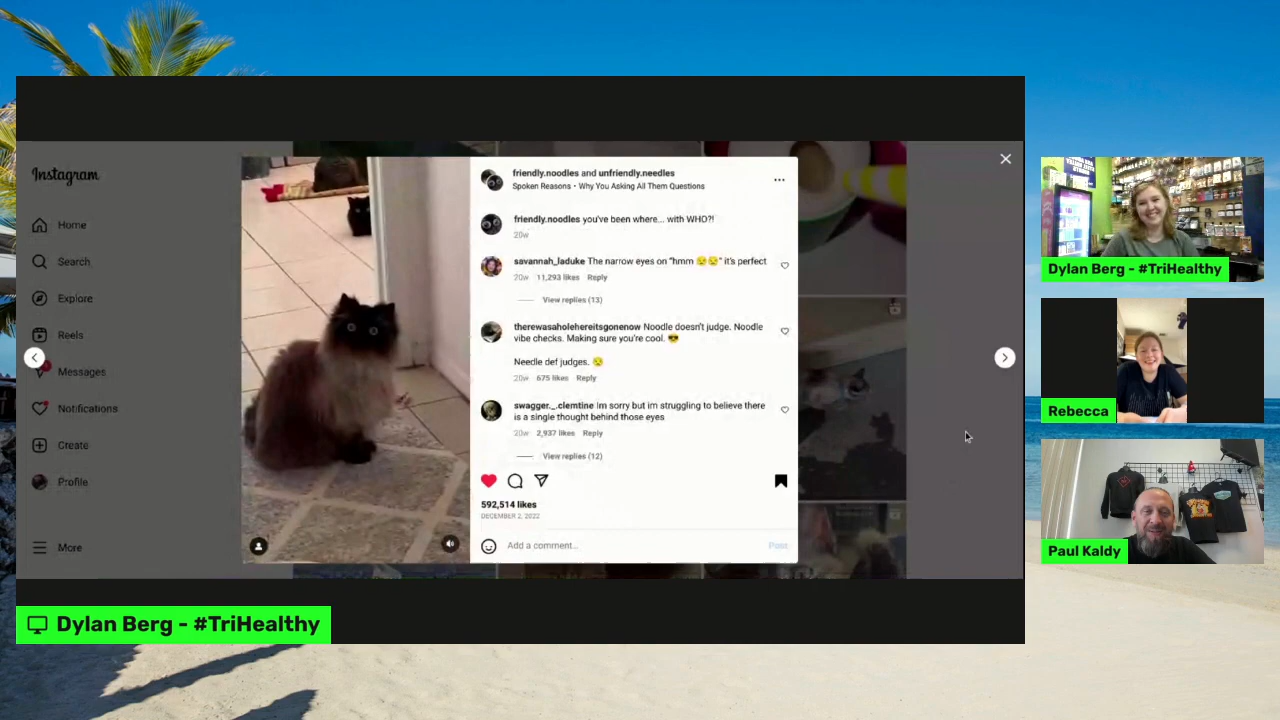 Instagram
Home
Search
Explore
Reels
Messages
Notifications
Create
Profile
More
friendly.noodles and unfriendly.needles
Spoken Reasons • Why You Asking All Them Questions
friendly.noodles you've been where... with WHO?!
20w
savannah_laduke The narrow eyes on "hmm 😒😒" it's perfect
20w 11,293 likes Reply
View replies (13)
therewasaholehereitsgonenow Noodle doesn't judge. Noodle
vibe checks. Making sure you're cool. 😎
Needle def judges. 😒
20w 675 likes Reply
swagger._.clemtine Im sorry but im struggling to believe there
is a single thought behind those eyes
20w 2,937 likes Reply
View replies (12)
592,514 likes
DECEMBER 2, 2022
Add a comment...
Post
Dylan Berg - #TriHealthy
Rebecca
Paul Kaldy
Dylan Berg - #TriHealthy